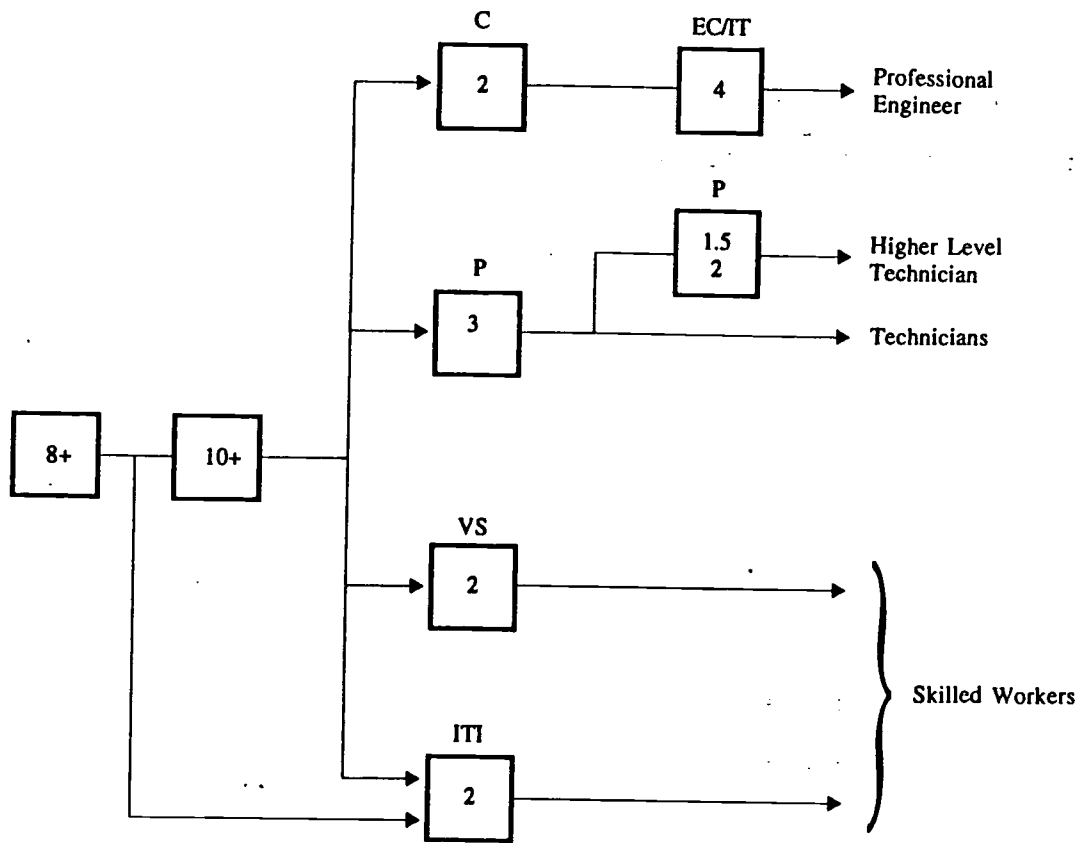 C
EC/IT
2
4
Professional
Engineer
P
1.5
2
Higher Level
Technician
P
3
Technicians
8+
10+
VS
2
Skilled Workers
ITI
2